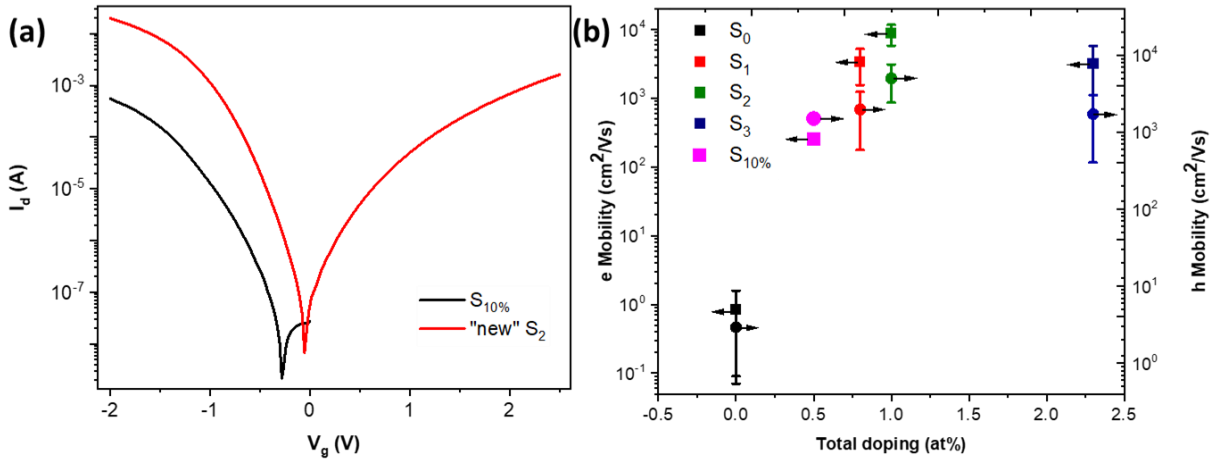 (a)
I_d (A)
10^-3
10^-5
10^-7
-2
-1
0
1
2
V_g (V)
S_10%
"new" S_2
(b)
e Mobility (cm^2/Vs)
10^4
10^3
10^2
10^1
10^0
10^-1
S_0
S_1
S_2
S_3
S_10%
-0.5
0.0
0.5
1.0
1.5
2.0
2.5
Total doping (at%)
10^4
10^3
10^2
10^1
10^0
h Mobility (cm^2/Vs)